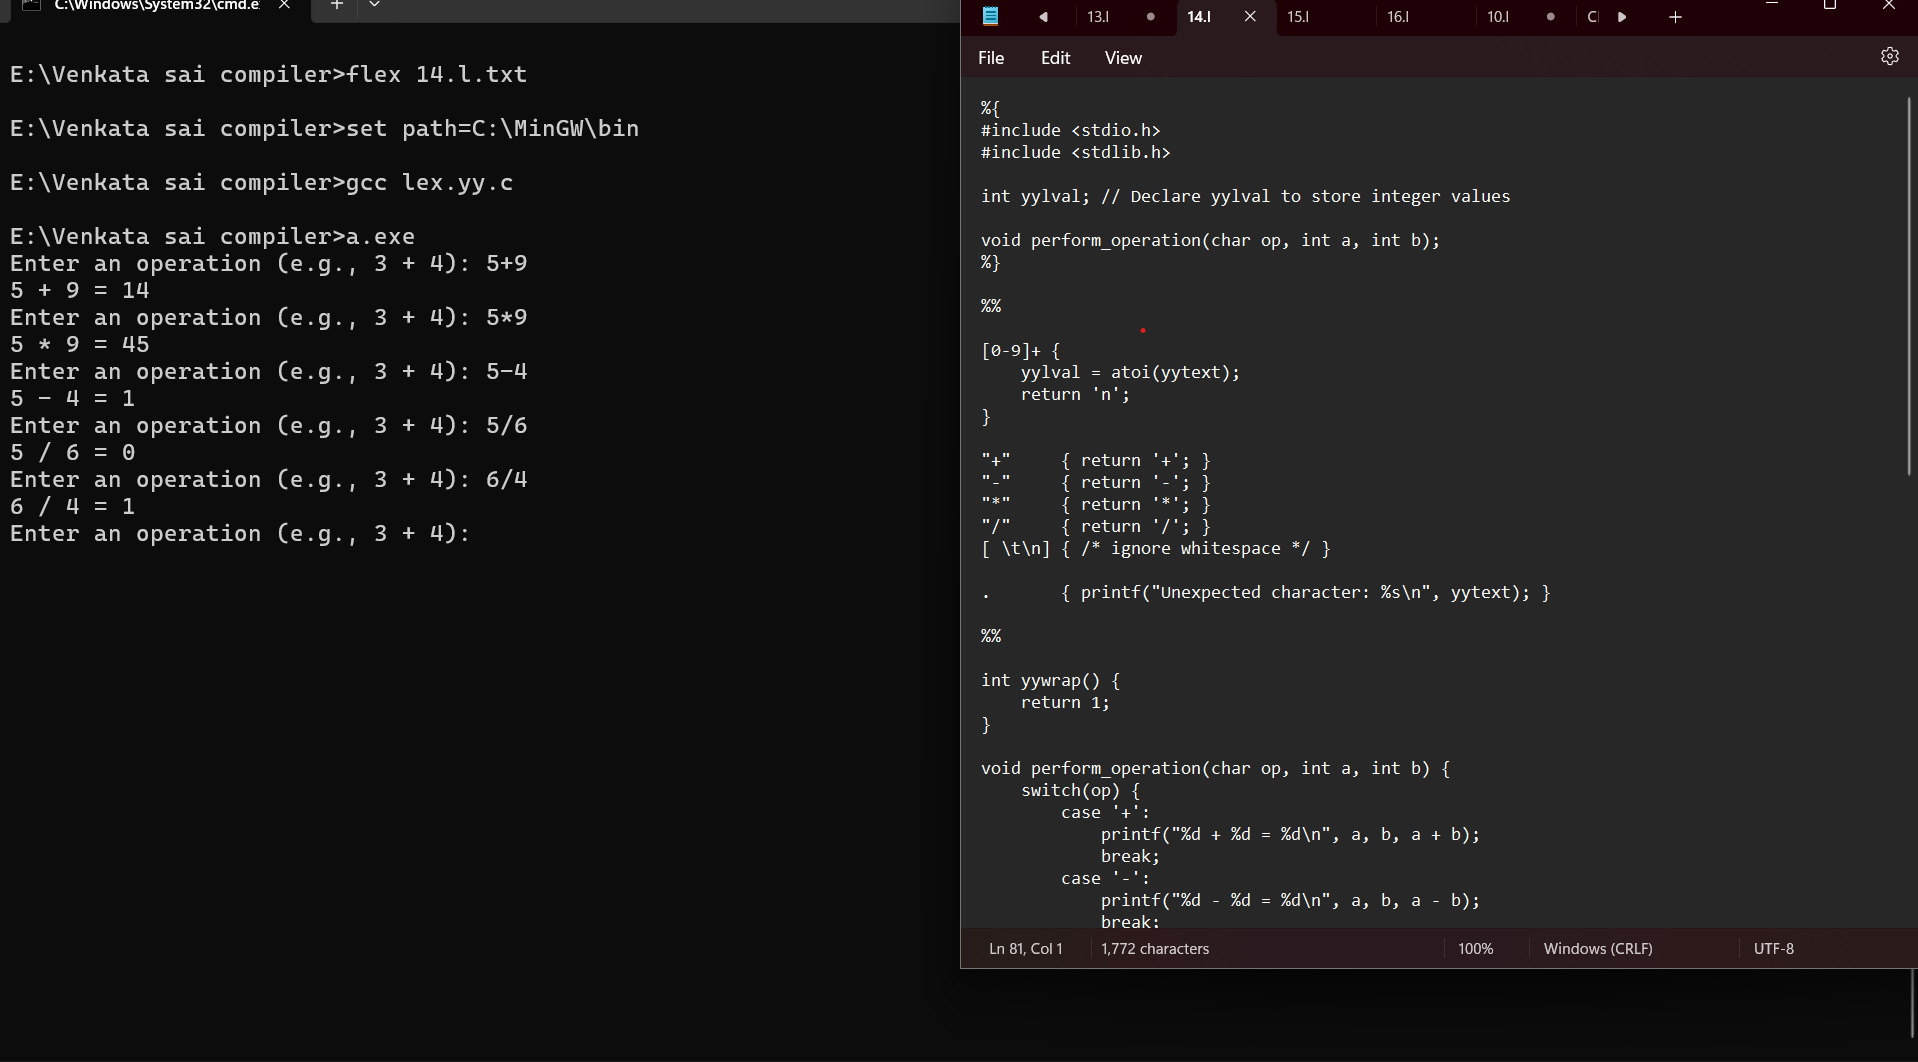 C:\Windows\System32\cmd.e
E:\Venkata sai compiler>flex 14.l.txt
E:\Venkata sai compiler>set path=C:\MinGW\bin
E:\Venkata sai compiler>gcc lex.yy.c
E:\Venkata sai compiler>a.exe
Enter an operation (e.g., 3 + 4): 5+9
5 + 9 = 14
Enter an operation (e.g., 3 + 4): 5*9
5 * 9 = 45
Enter an operation (e.g., 3 + 4): 5-4
5 - 4 = 1
Enter an operation (e.g., 3 + 4): 5/6
5 / 6 = 0
Enter an operation (e.g., 3 + 4): 6/4
6 / 4 = 1
Enter an operation (e.g., 3 + 4):
13.l 14.l 15.l 16.l 10.l
File Edit View
%{
#include <stdio.h>
#include <stdlib.h>
int yylval; // Declare yylval to store integer values
void perform_operation(char op, int a, int b);
%}
%%
[0-9]+ {
yylval = atoi(yytext);
return 'n';
}
"+" { return '+'; }
"-" { return '-'; }
"*" { return '*'; }
"/" { return '/'; }
[ \t\n] { /* ignore whitespace */ }
. { printf("Unexpected character: %s\n", yytext); }
%%
int yywrap() {
return 1;
}
void perform_operation(char op, int a, int b) {
switch(op) {
case '+':
printf("%d + %d = %d\n", a, b, a + b);
break;
case '-':
printf("%d - %d = %d\n", a, b, a - b);
break;
Ln 81, Col 1 1,772 characters 100% Windows (CRLF) UTF-8